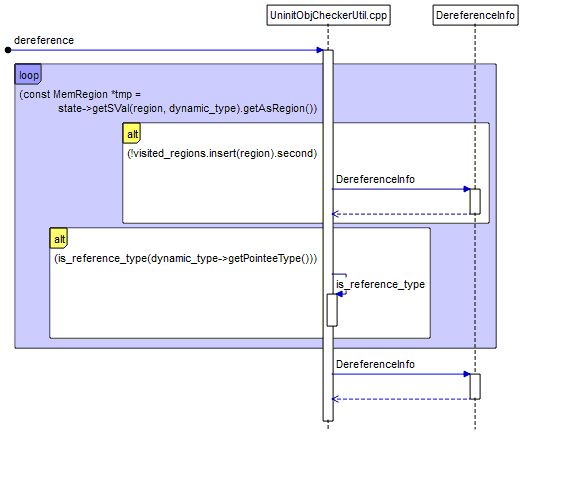 UninitObjCheckerUtil.cpp
DereferenceInfo
dereference
loop
(const MemRegion *tmp =
state->getSVal(region, dynamic_type).getAsRegion())
alt
(!visited_regions.insert(region).second)
DereferenceInfo
alt
(is_reference_type(dynamic_type->getPointeeType()))
is_reference_type
DereferenceInfo